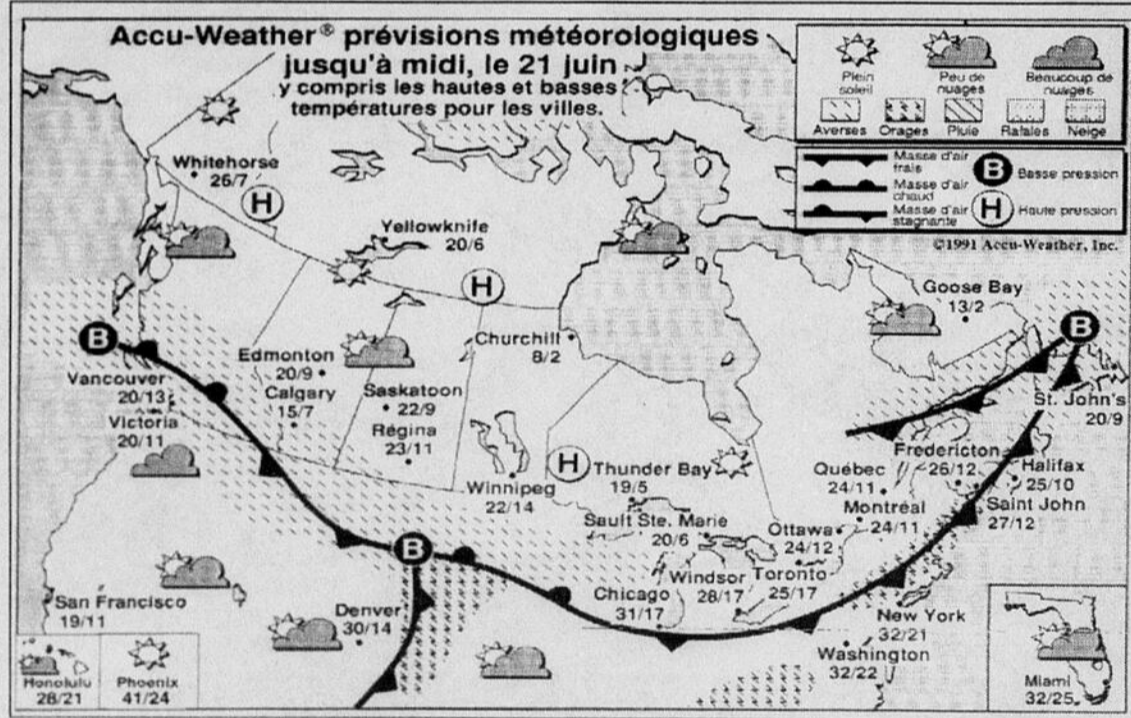 Accu-Weather® prévisions météorologiques
jusqu'à midi, le 21 juin
y compris les hautes et basses
températures pour les villes.
Plein
soleil
Peu de
nuages
Beaucoup de
nuages
Averses
Orages
Pluie
Rafales
Neige
Masse d'air
frais
Masse d'air
chaud
Masse d'air
stagnante
B
Basse pression
H
Haute pression
©1991 Accu-Weather, Inc.
Whitehorse
26/7
H
Yellowknife
20/6
H
Goose Bay
13/2
B
B
Churchill
8/2
Edmonton
20/9
Vancouver
20/13
Calgary
15/7
Saskatoon
22/9
St. John's
20/9
Victoria
20/11
Régina
23/11
H
Winnipeg
22/14
Thunder Bay
19/5
Québec
24/11
Fredericton
26/12
Halifax
25/10
Saint John
27/12
Montréal
24/11
Sault Ste. Marie
20/6
Ottawa
24/12
B
Windsor
28/17
Toronto
25/17
San Francisco
19/11
Denver
30/14
Chicago
31/17
New York
32/21
Washington
32/22
Honolulu
28/21
Phoenix
41/24
Miami
32/25